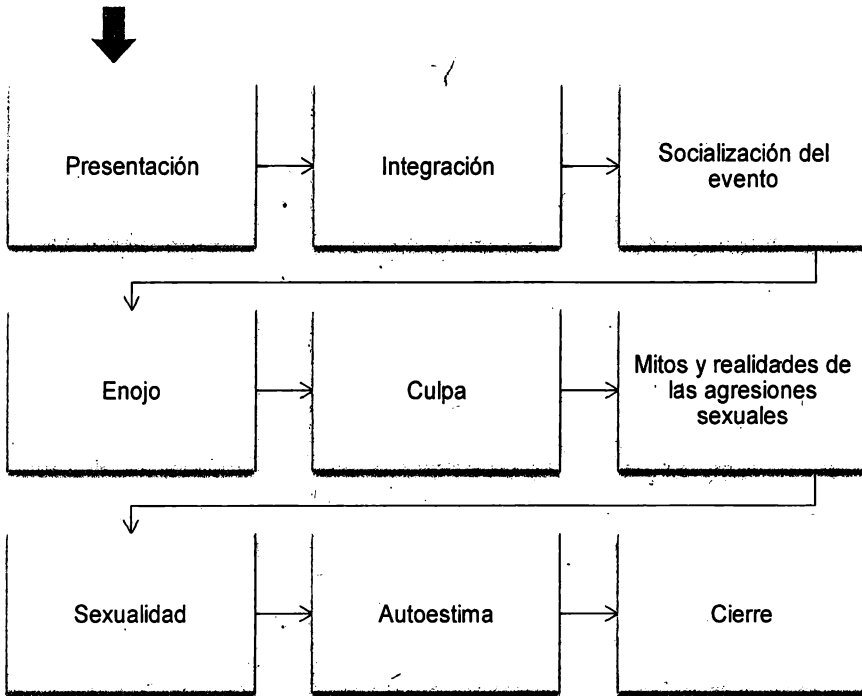 Presentación
Integración
Socialización del
evento
Enojo
Culpa
Mitos y realidades de
las agresiones
sexuales
Sexualidad
Autoestima
Cierre